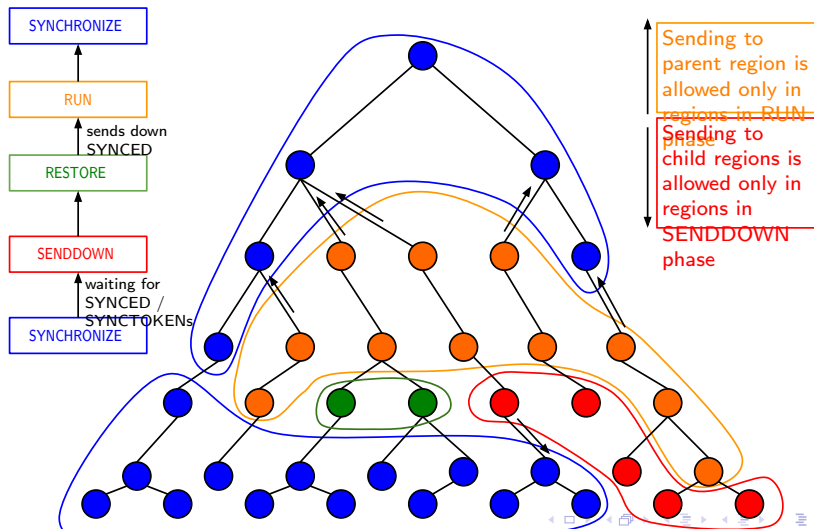 SYNCHRONIZE
RUN
sends down
SYNCED
RESTORE
SENDDOWN
waiting for
SYNCED /
SYNCTOKENs
SYNCHRONIZE
Sending to
parent region is
allowed only in
regions in RUN
phase
Sending to
child regions is
allowed only in
regions in
SENDDOWN
phase